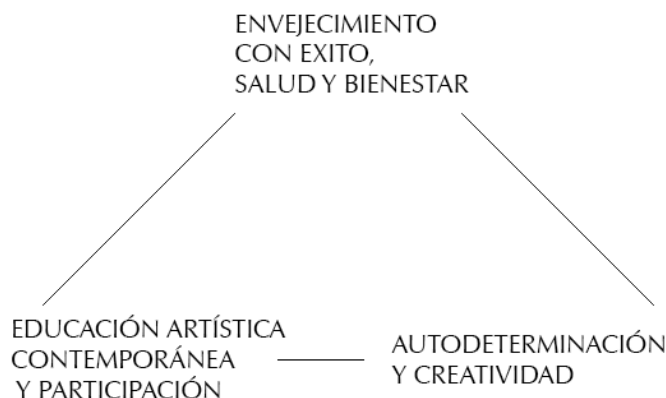 ENVEJECIMIENTO
CON EXITO,
SALUD Y BIENESTAR
EDUCACIÓN ARTÍSTICA
CONTEMPORÁNEA
Y PARTICIPACIÓN
AUTODETERMINACIÓN
Y CREATIVIDAD